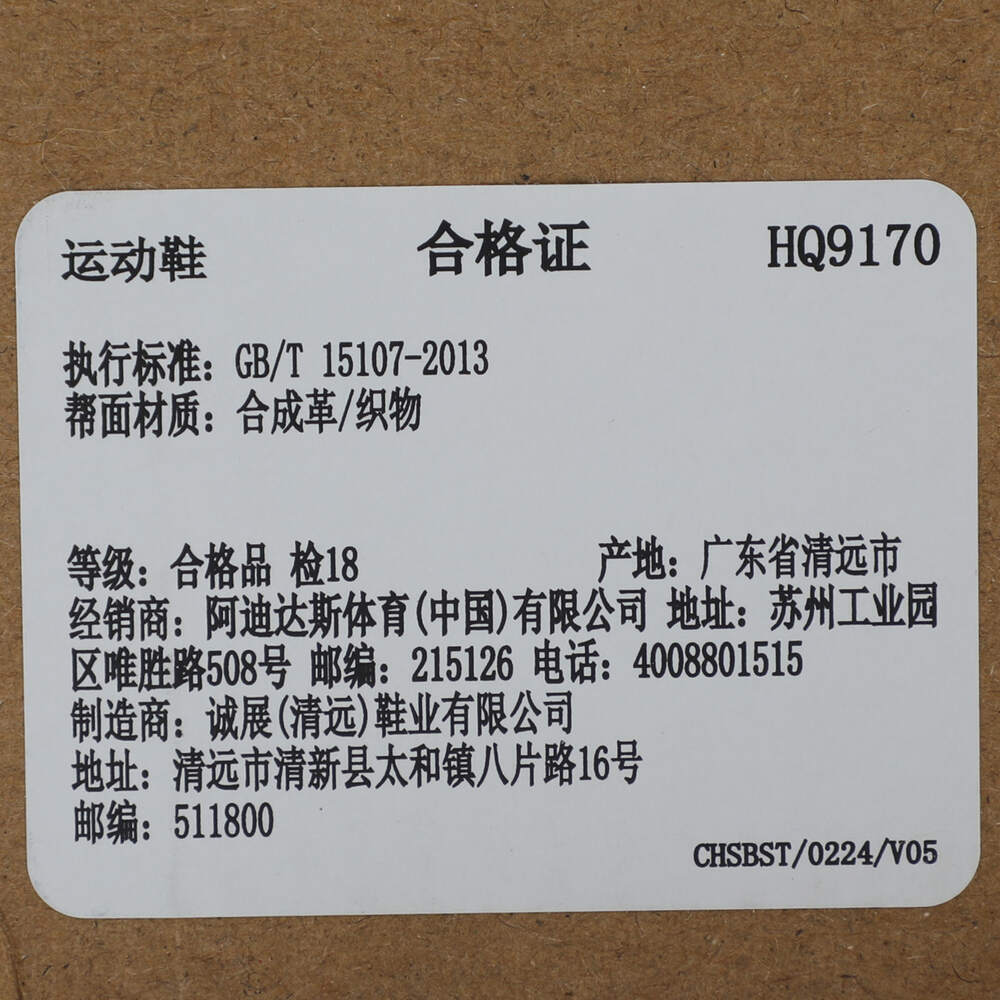 运动鞋 合格证 HQ9170
执行标准: GB/T 15107-2013
帮面材质: 合成革/织物
等级: 合格品 检18 产地: 广东省清远市
经销商: 阿迪达斯体育(中国)有限公司 地址: 苏州工业园
区唯胜路508号 邮编: 215126 电话: 4008801515
制造商: 诚展(清远)鞋业有限公司
地址: 清远市清新县太和镇八片路16号
邮编: 511800
CHSBST/0224/V05